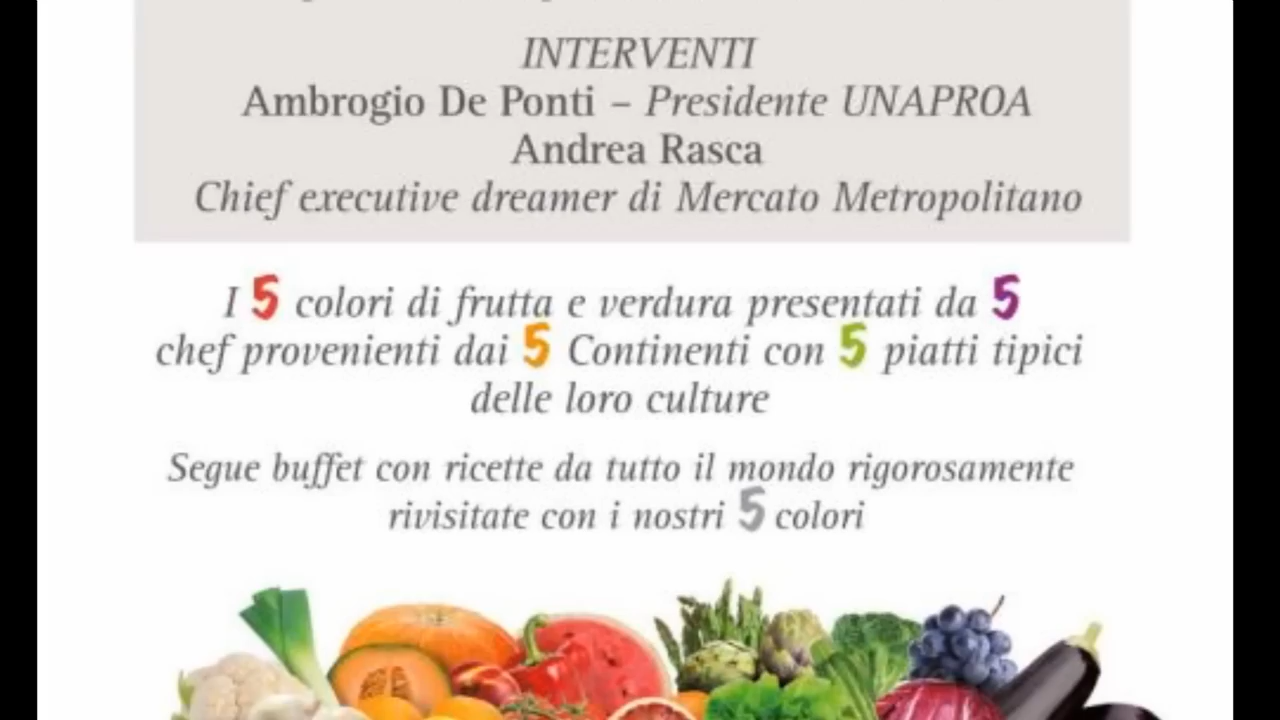 INTERVENTI
Ambrogio De Ponti – Presidente UNAPROA
Andrea Rasca
Chief executive dreamer di Mercato Metropolitano
I 5 colori di frutta e verdura presentati da 5
chef provenienti dai 5 Continenti con 5 piatti tipici
delle loro culture
Segue buffet con ricette da tutto il mondo rigorosamente
rivisitate con i nostri 5 colori